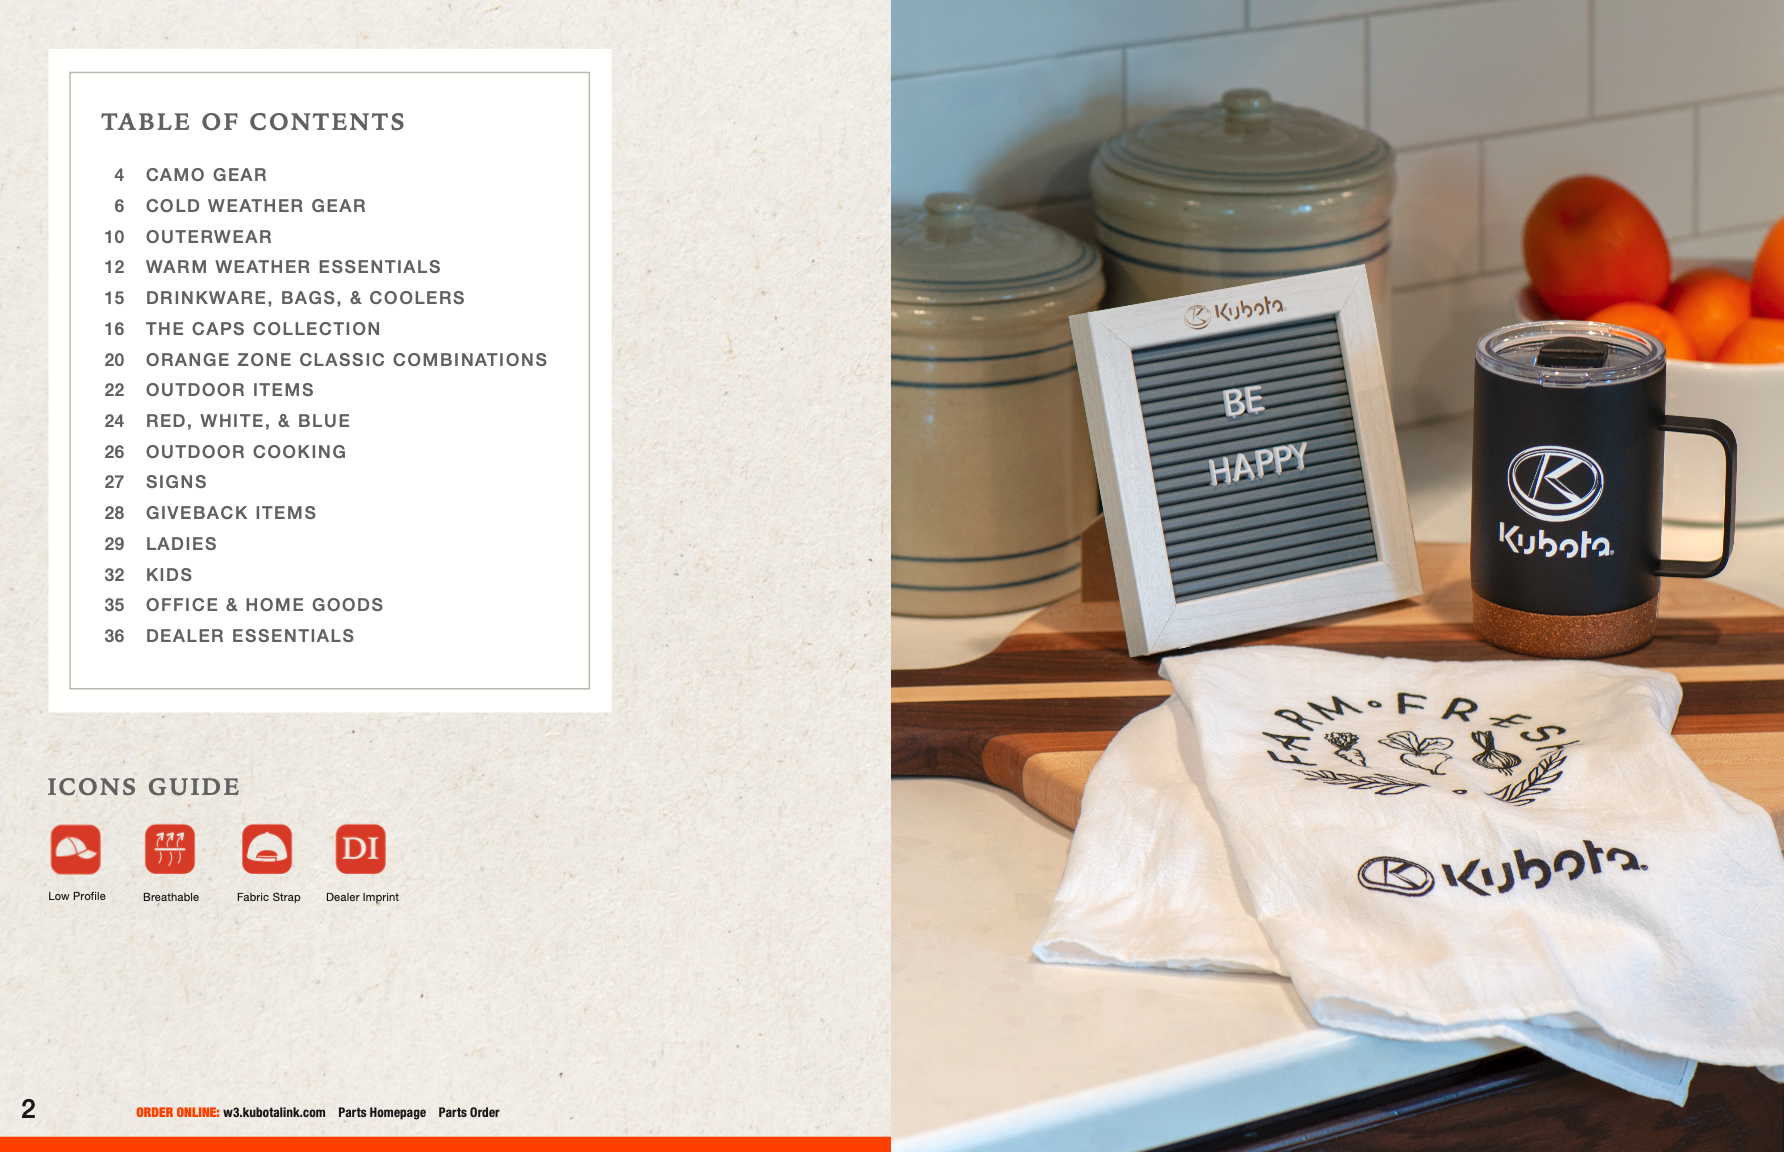 TABLE OF CONTENTS
4 CAMO GEAR
6 COLD WEATHER GEAR
10 OUTERWEAR
12 WARM WEATHER ESSENTIALS
15 DRINKWARE, BAGS, & COOLERS
16 THE CAPS COLLECTION
20 ORANGE ZONE CLASSIC COMBINATIONS
22 OUTDOOR ITEMS
24 RED, WHITE, & BLUE
26 OUTDOOR COOKING
27 SIGNS
28 GIVEBACK ITEMS
29 LADIES
32 KIDS
35 OFFICE & HOME GOODS
36 DEALER ESSENTIALS
ICONS GUIDE
DI
Low Profile Breathable Fabric Strap Dealer Imprint
2 ORDER ONLINE: w3.kubotalink.com Parts Homepage Parts Order
Kubota
BE
HAPPY
K
Kubota
FARM FRESH
Kubota